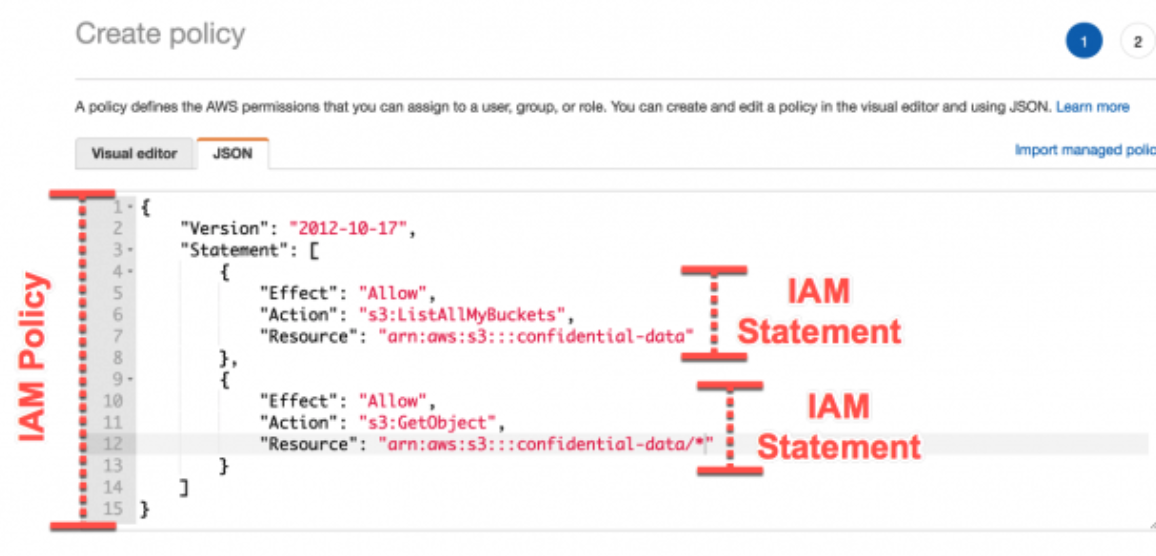 Create policy
1
2
A policy defines the AWS permissions that you can assign to a user, group, or role. You can create and edit a policy in the visual editor and using JSON. Learn more
Visual editor
JSON
Import managed polic
IAM Policy
1 {
2 "Version": "2012-10-17",
3 "Statement": [
4 {
5 "Effect": "Allow",
6 "Action": "s3:ListAllMyBuckets",
7 "Resource": "arn:aws:s3:::confidential-data"
8 },
9 {
10 "Effect": "Allow",
11 "Action": "s3:GetObject",
12 "Resource": "arn:aws:s3:::confidential-data/*"
13 }
14 ]
15 }
IAM
Statement
IAM
Statement